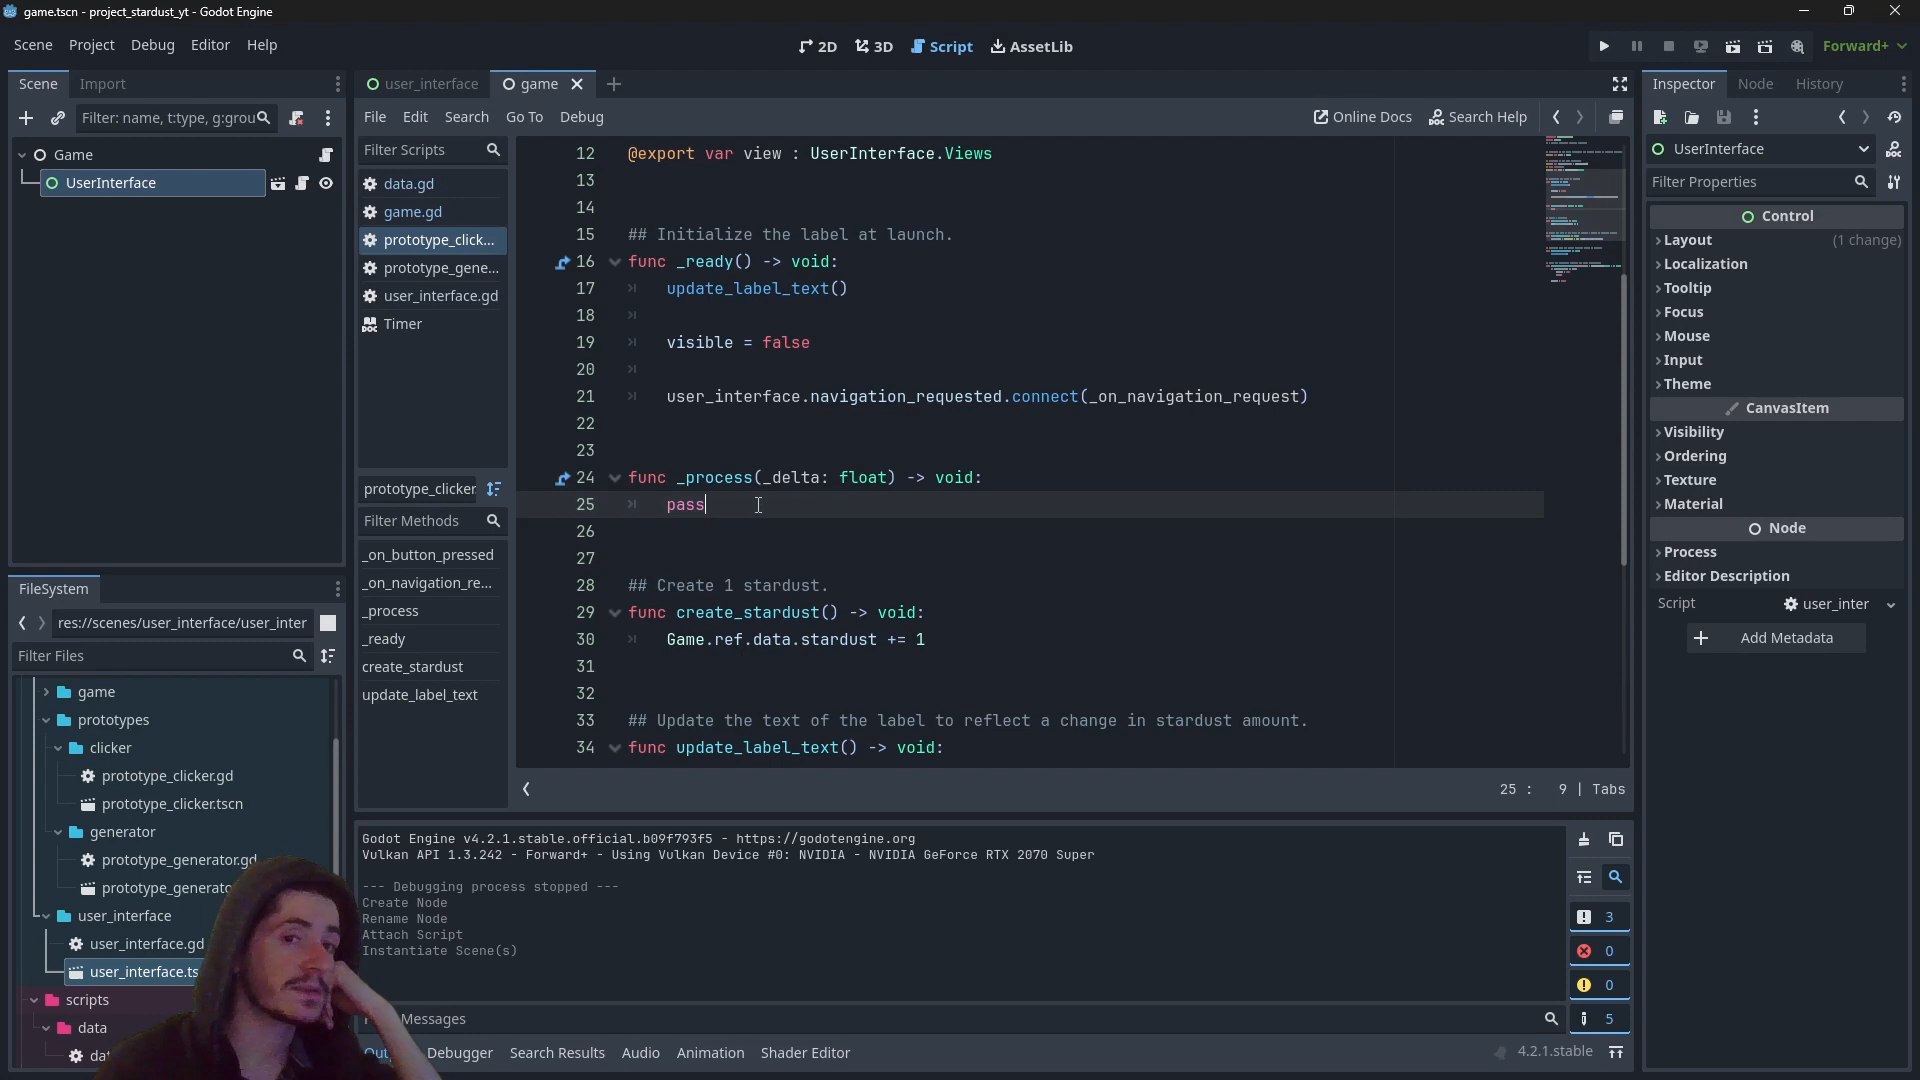 game.tscn - project_stardust_yt - Godot Engine
Scene Project Debug Editor Help
2D 3D Script AssetLib
Forward+
Scene Import
Filter: name, t:type, g:grou
Game
UserInterface
user_interface game
File Edit Search Go To Debug
Online Docs Search Help
Filter Scripts
data.gd
game.gd
prototype_click...
prototype_gene...
user_interface.gd
Timer
prototype_clicker
Filter Methods
_on_button_pressed
_on_navigation_re...
_process
_ready
create_stardust
update_label_text
12 @export var view : UserInterface.Views
13
14
15 ## Initialize the label at launch.
16 func _ready() -> void:
17 update_label_text()
18
19 visible = false
20
21 user_interface.navigation_requested.connect(_on_navigation_request)
22
23
24 func _process(_delta: float) -> void:
25 pass
26
27
28 ## Create 1 stardust.
29 func create_stardust() -> void:
30 Game.ref.data.stardust += 1
31
32
33 ## Update the text of the label to reflect a change in stardust amount.
34 func update_label_text() -> void:
25 : 9 | Tabs
FileSystem
res://scenes/user_interface/user_inter
Filter Files
game
prototypes
clicker
prototype_clicker.gd
prototype_clicker.tscn
generator
prototype_generator.gd
prototype_generato
user_interface
user_interface.gd
user_interface.ts
scripts
data
Godot Engine v4.2.1.stable.official.b09f793f5 - https://godotengine.org
Vulkan API 1.3.242 - Forward+ - Using Vulkan Device #0: NVIDIA - NVIDIA GeForce RTX 2070 Super
--- Debugging process stopped ---
Create Node
Rename Node
Attach Script
Instantiate Scene(s)
3
0
0
5
Messages
Debugger Search Results Audio Animation Shader Editor
4.2.1.stable
Inspector Node History
UserInterface
Filter Properties
Control
Layout (1 change)
Localization
Tooltip
Focus
Mouse
Input
Theme
CanvasItem
Visibility
Ordering
Texture
Material
Node
Process
Editor Description
Script user_inter
Add Metadata